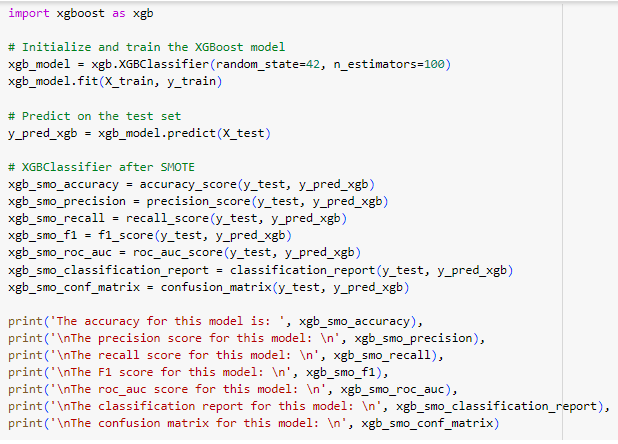 import xgboost as xgb
# Initialize and train the XGBoost model
xgb_model = xgb.XGBClassifier(random_state=42, n_estimators=100)
xgb_model.fit(X_train, y_train)
# Predict on the test set
y_pred_xgb = xgb_model.predict(X_test)
# XGBClassifier after SMOTE
xgb_smo_accuracy = accuracy_score(y_test, y_pred_xgb)
xgb_smo_precision = precision_score(y_test, y_pred_xgb)
xgb_smo_recall = recall_score(y_test, y_pred_xgb)
xgb_smo_f1 = f1_score(y_test, y_pred_xgb)
xgb_smo_roc_auc = roc_auc_score(y_test, y_pred_xgb)
xgb_smo_classification_report = classification_report(y_test, y_pred_xgb)
xgb_smo_conf_matrix = confusion_matrix(y_test, y_pred_xgb)
print('The accuracy for this model is: ', xgb_smo_accuracy),
print('\nThe precision score for this model: \n', xgb_smo_precision),
print('\nThe recall score for this model: \n', xgb_smo_recall),
print('\nThe F1 score for this model: \n', xgb_smo_f1),
print('\nThe roc_auc score for this model: \n', xgb_smo_roc_auc),
print('\nThe classification report for this model: \n', xgb_smo_classification_report),
print('\nThe confusion matrix for this model: \n', xgb_smo_conf_matrix)